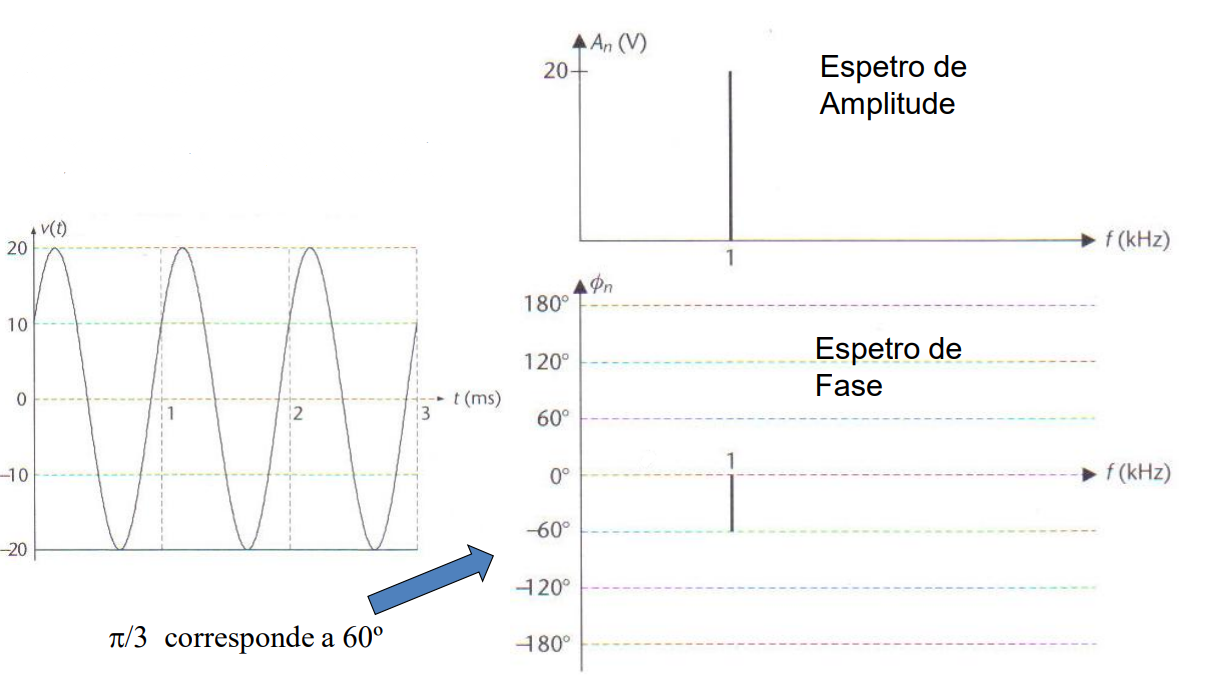 A_n (V)
20
Espetro de
Amplitude
f (kHz)
1
v(t)
20
10
0
–10
–20
1
2
3
t (ms)
ϕ_n
180°
120°
60°
0°
–60°
–120°
–180°
Espetro de
Fase
1
f (kHz)
π/3 corresponde a 60º